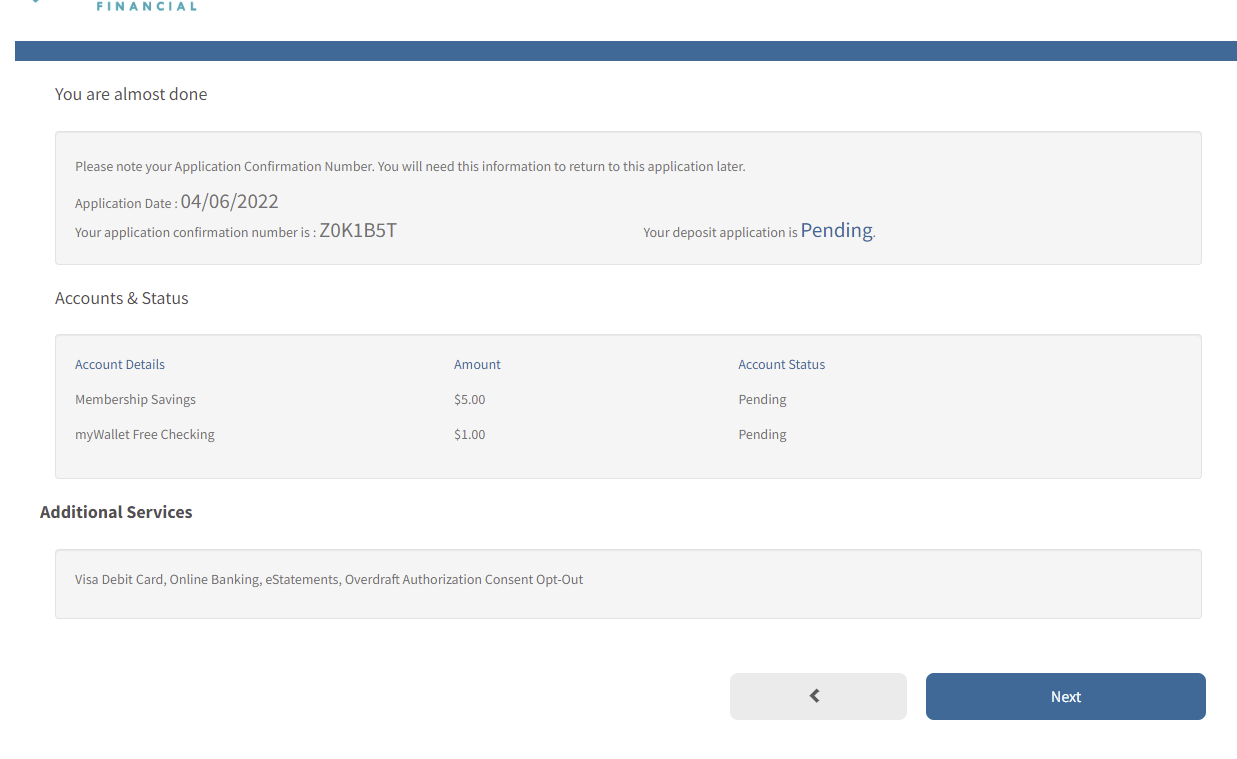 FINANCIAL
You are almost done
Please note your Application Confirmation Number. You will need this information to return to this application later.
Application Date : 04/06/2022
Your application confirmation number is : Z0K1B5T Your deposit application is Pending.
Accounts & Status
Account Details Amount Account Status
Membership Savings $5.00 Pending
myWallet Free Checking $1.00 Pending
Additional Services
Visa Debit Card, Online Banking, eStatements, Overdraft Authorization Consent Opt-Out
Next